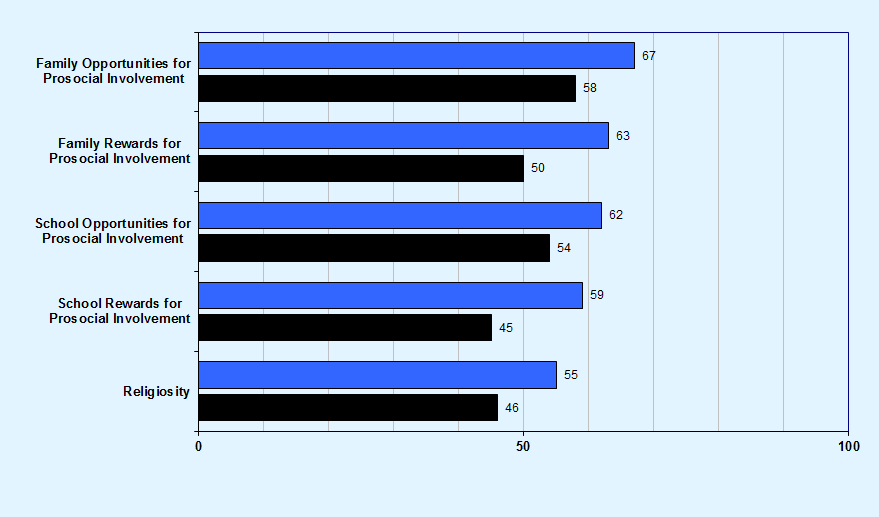 Family Opportunities for
Prosocial Involvement
67
58
Family Rewards for
Prosocial Involvement
63
50
School Opportunities for
Prosocial Involvement
62
54
School Rewards for
Prosocial Involvement
59
45
Religiosity
55
46
0 50 100